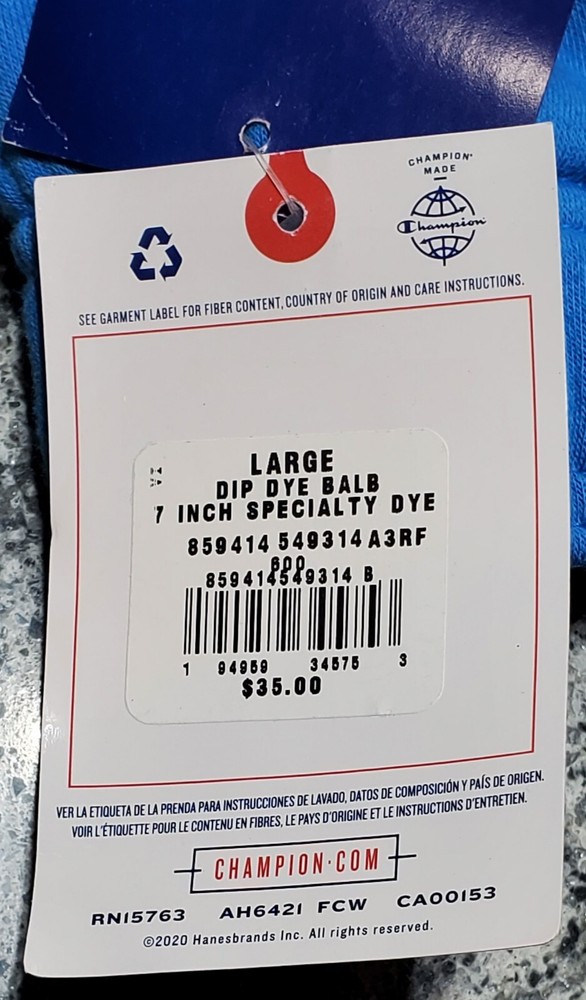 CHAMPION®
MADE
Champion
SEE GARMENT LABEL FOR FIBER CONTENT, COUNTRY OF ORIGIN AND CARE INSTRUCTIONS.
LARGE
DIP DYE BALB
7 INCH SPECIALTY DYE
859414 549314 A3RF
600
859414549314 B
1 94959 34575 3
$35.00
VER LA ETIQUETA DE LA PRENDA PARA INSTRUCCIONES DE LAVADO, DATOS DE COMPOSICIÓN Y PAÍS DE ORIGEN.
VOIR L'ÉTIQUETTE POUR LE CONTENU EN FIBRES, LE PAYS D'ORIGINE ET LE INSTRUCTIONS D'ENTRETIEN.
CHAMPION·COM
RN15763 AH6421 FCW CA00153
©2020 Hanesbrands Inc. All rights reserved.